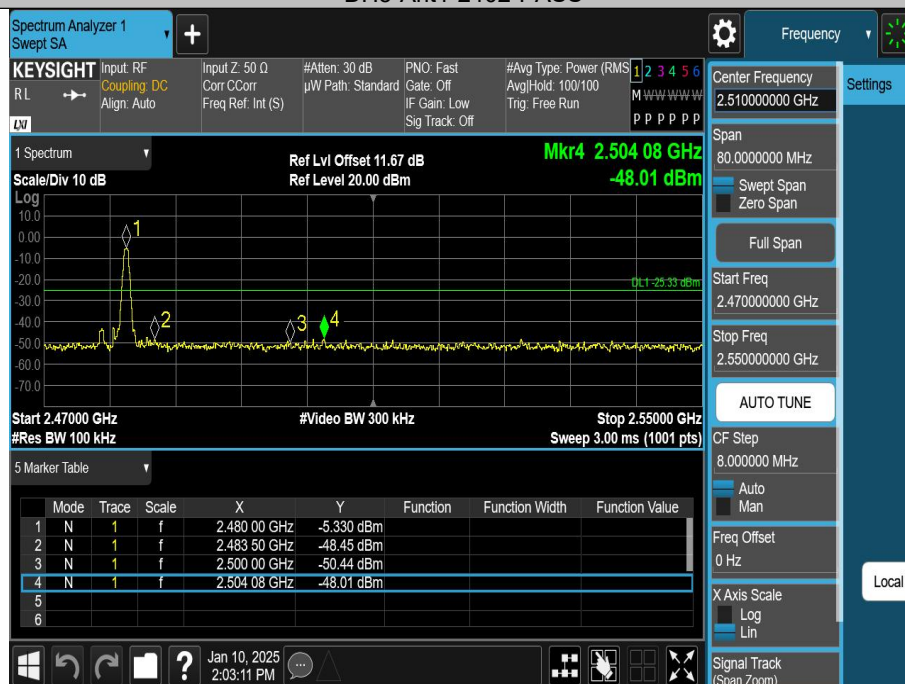 Spectrum Analyzer 1
Swept SA
+
Frequency
KEYSIGHT
RL
LXI
Input: RF
Coupling: DC
Align: Auto
Input Z: 50 Ω
Corr CCorr
Freq Ref: Int (S)
#Atten: 30 dB
µW Path: Standard
PNO: Fast
Gate: Off
IF Gain: Low
Sig Track: Off
#Avg Type: Power (RMS
Avg|Hold: 100/100
Trig: Free Run
1 2 3 4 5 6
M W W W W W
P P P P P P
1 Spectrum
Scale/Div 10 dB
Ref Lvl Offset 11.67 dB
Ref Level 20.00 dBm
Mkr4 2.504 08 GHz
-48.01 dBm
Log
10.0
0.00
-10.0
-20.0
-30.0
-40.0
-50.0
-60.0
-70.0
1
2
3
4
DL1 -25.33 dBm
Start 2.47000 GHz
#Video BW 300 kHz
Stop 2.55000 GHz
#Res BW 100 kHz
Sweep 3.00 ms (1001 pts)
5 Marker Table
Mode Trace Scale X Y Function Function Width Function Value
1 N 1 f 2.480 00 GHz -5.330 dBm
2 N 1 f 2.483 50 GHz -48.45 dBm
3 N 1 f 2.500 00 GHz -50.44 dBm
4 N 1 f 2.504 08 GHz -48.01 dBm
5
6
?
Jan 10, 2025
2:03:11 PM
Center Frequency
2.510000000 GHz
Settings
Span
80.0000000 MHz
Swept Span
Zero Span
Full Span
Start Freq
2.470000000 GHz
Stop Freq
2.550000000 GHz
AUTO TUNE
CF Step
8.000000 MHz
Auto
Man
Freq Offset
0 Hz
X Axis Scale
Log
Lin
Local
Signal Track
(Span Zoom)